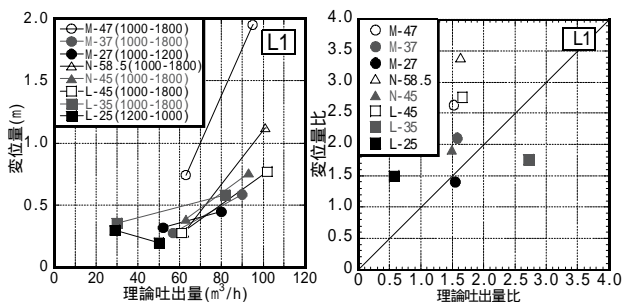 L1
M-47(1000-1800)
M-37(1000-1800)
M-27(1000-1200)
N-58.5(1000-1800)
N-45(1000-1800)
L-45(1000-1800)
L-35(1000-1800)
L-25(1200-1000)
2.0
1.5
1.0
0.5
0
変位量(m)
0 20 40 60 80 100 120
理論吐出量(m³/h)
L1
M-47
M-37
M-27
N-58.5
N-45
L-45
L-35
L-25
4.0
3.5
3.0
2.5
2.0
1.5
1.0
0.5
0
変位量比
0 0.5 1.0 1.5 2.0 2.5 3.0 3.5 4.0
理論吐出量比